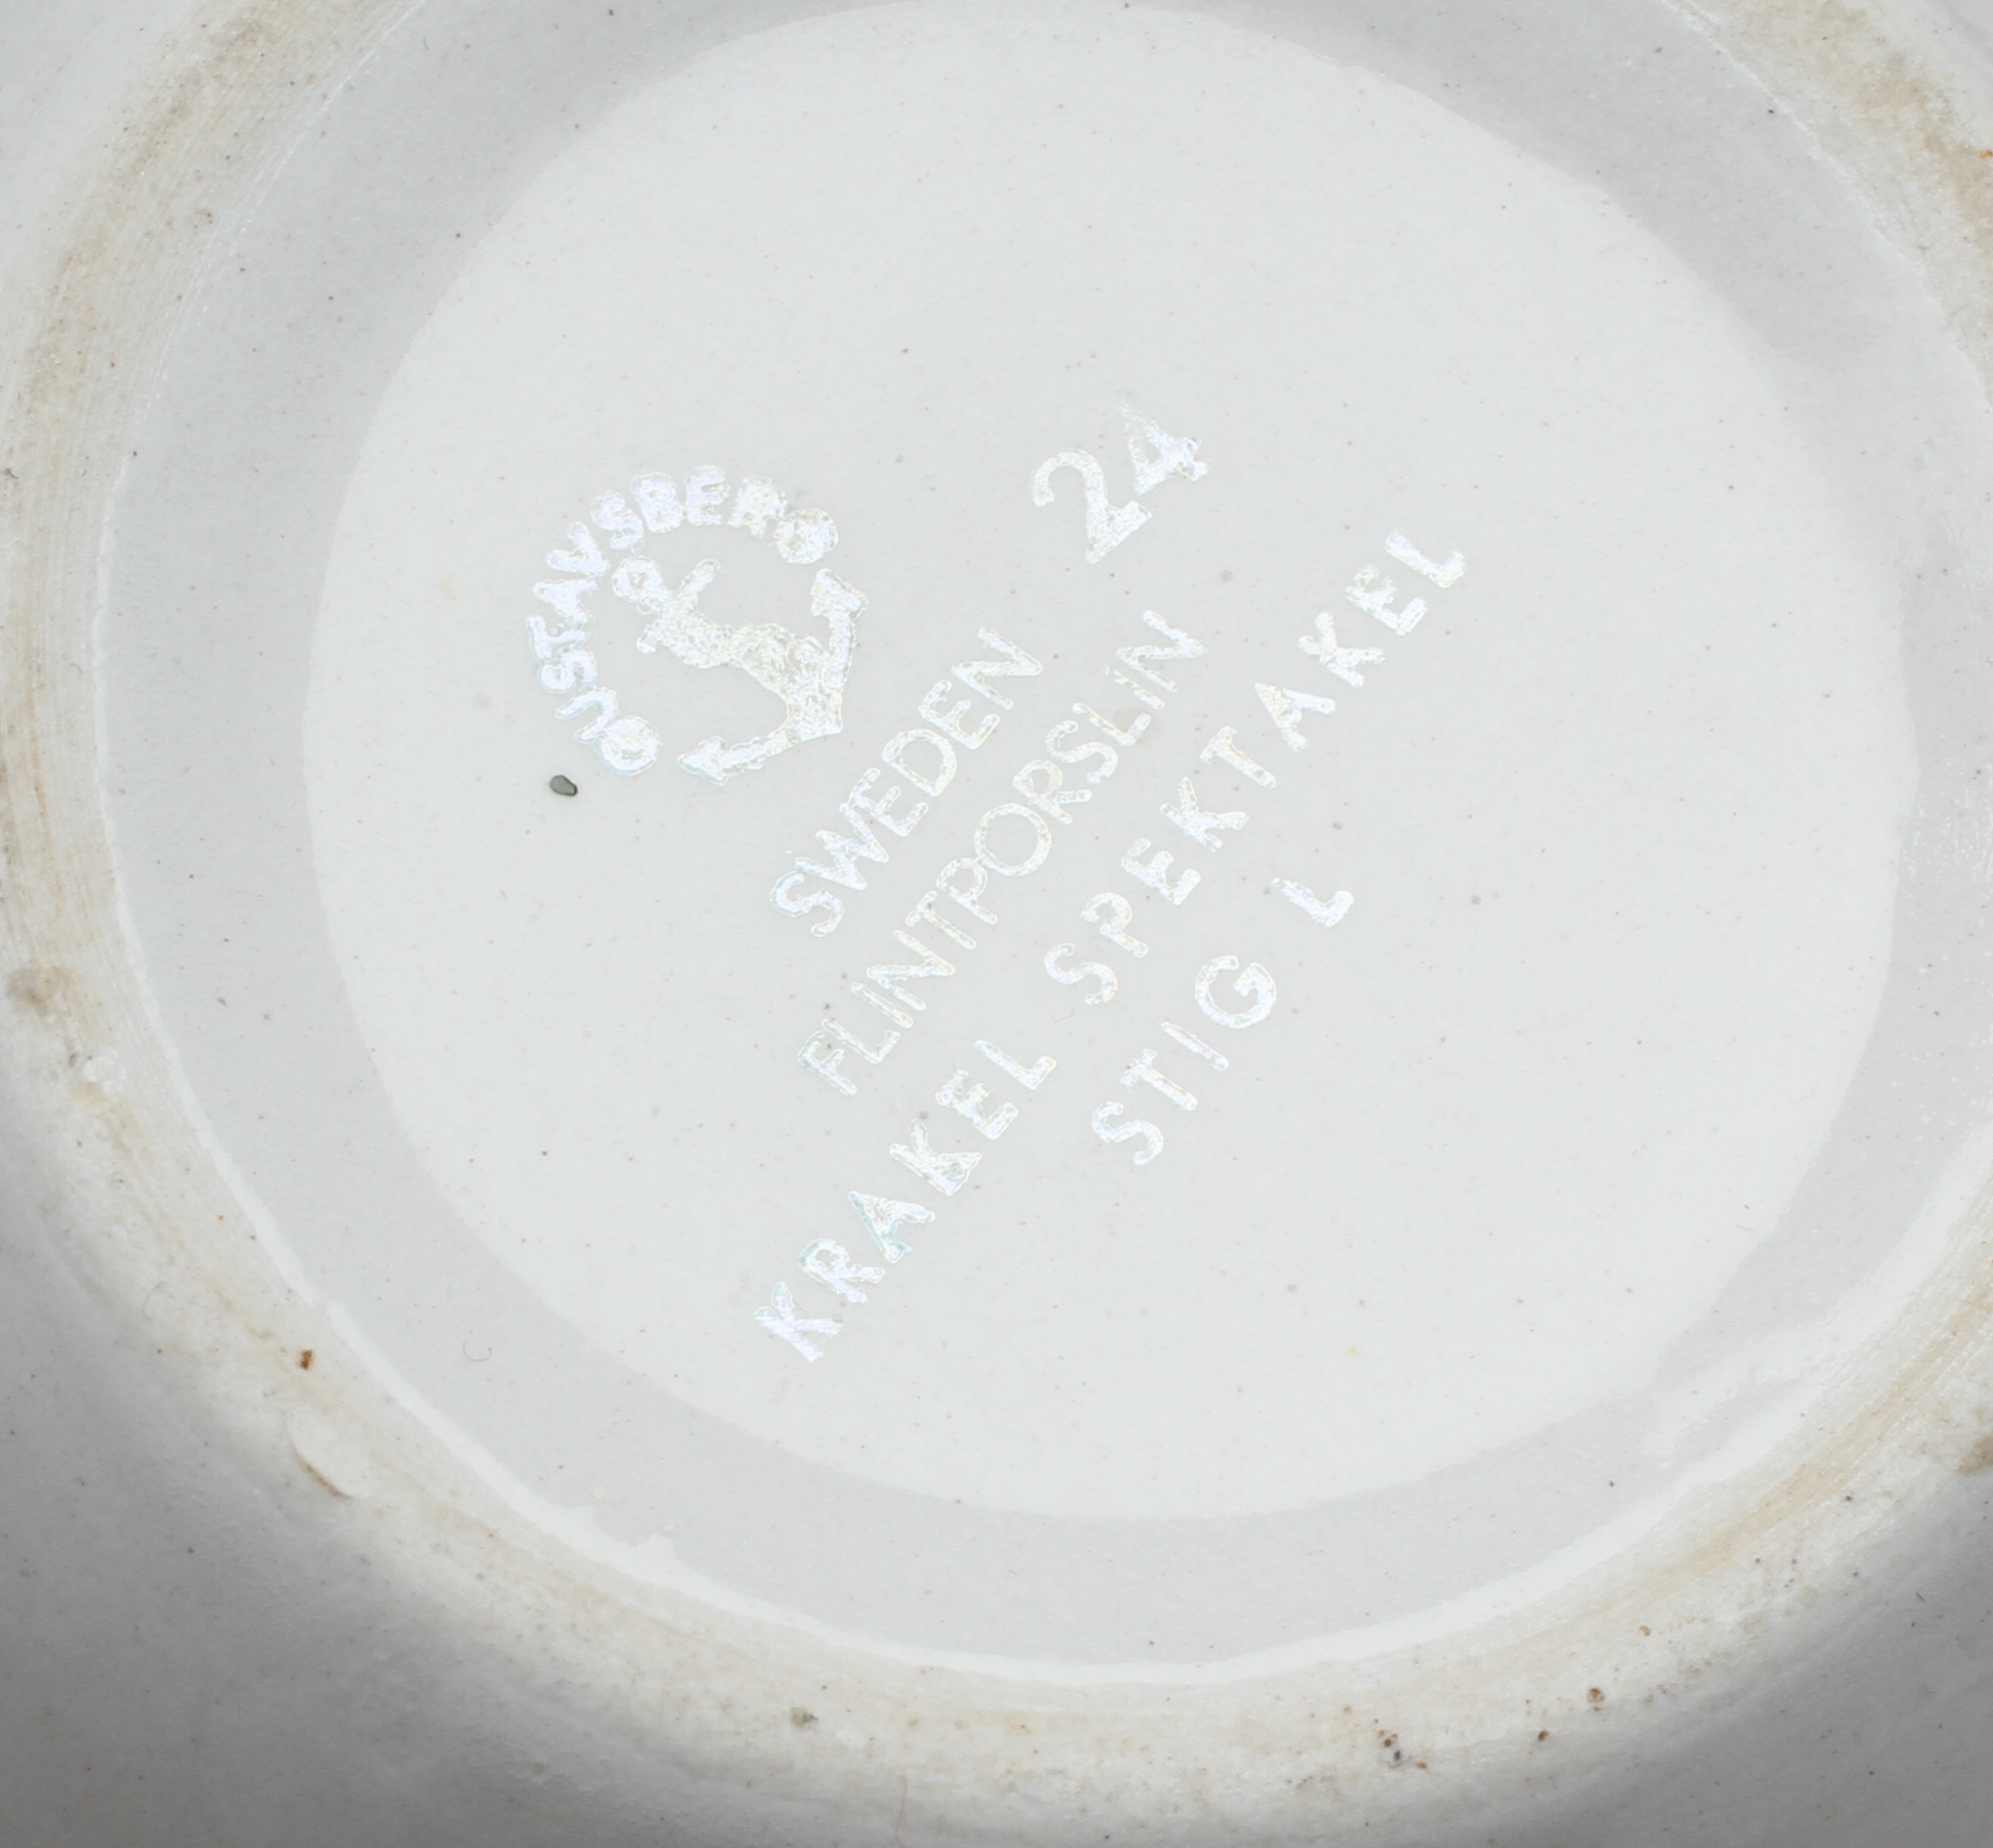 GUSTAVSBERG
24
SWEDEN
FLINTPORSLIN
KRAKEL SPEKTAKEL
STIG L